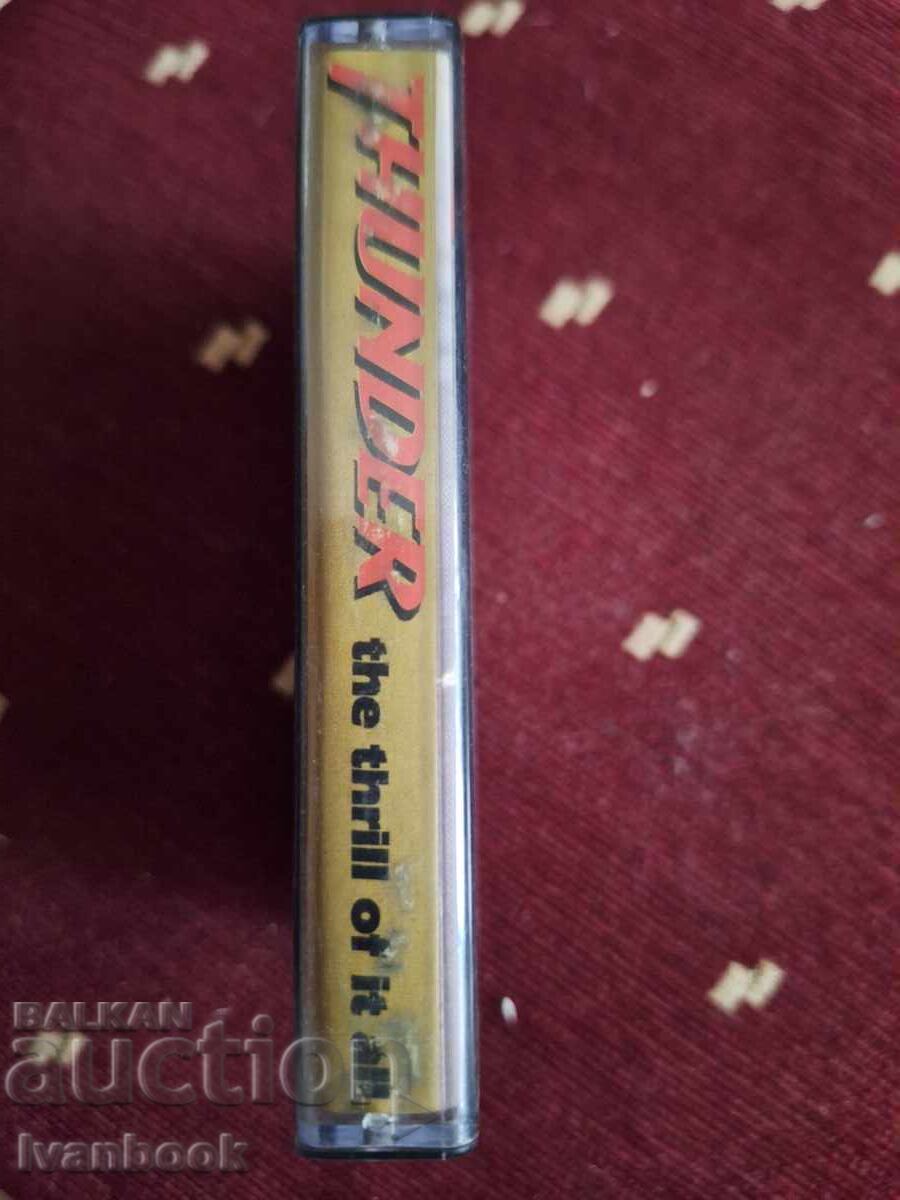 THUNDER the thrill of it all
BALKAN
auction
Ivanbook